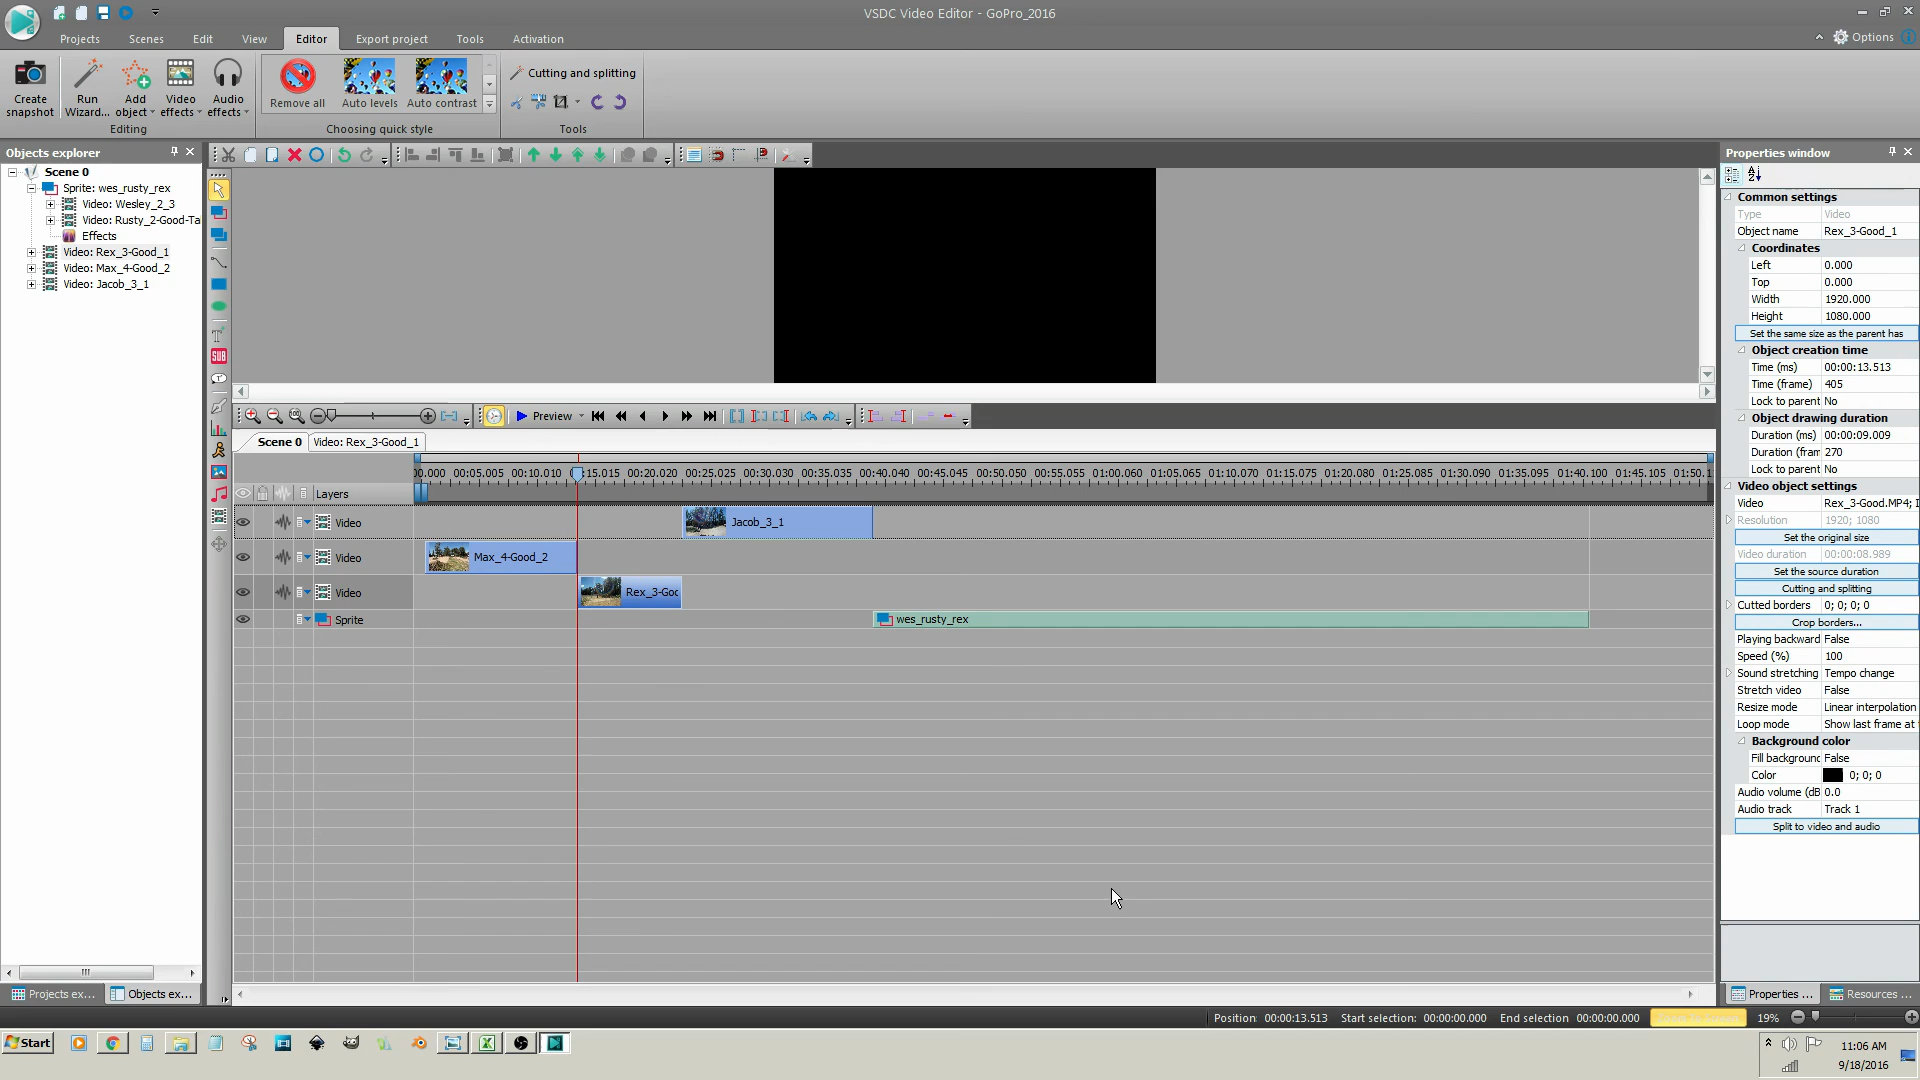 VSDC Video Editor - GoPro_2016
Projects
Scenes
Edit
View
Editor
Export project
Tools
Activation
Options
Create snapshot
Run Wizard...
Add object
Video effects
Audio effects
Editing
Remove all
Auto levels
Auto contrast
Choosing quick style
Cutting and splitting
Tools
Objects explorer
Scene 0
Sprite: wes_rusty_rex
Video: Wesley_2_3
Video: Rusty_2-Good-Ta
Effects
Video: Rex_3-Good_1
Video: Max_4-Good_2
Video: Jacob_3_1
Projects ex...
Objects ex...
T
SUB
Preview
Scene 0
Video: Rex_3-Good_1
00.000 00:05.005 00:10.010 :15.015 00:20.020 00:25.025 00:30.030 00:35.035 00:40.040 00:45.045 00:50.050 00:55.055 01:00.060 01:05.065 01:10.070 01:15.075 01:20.080 01:25.085 01:30.090 01:35.095 01:40.100 01:45.105 01:50.1
Layers
Video
Jacob_3_1
Video
Max_4-Good_2
Video
Rex_3-Goo
Sprite
wes_rusty_rex
Properties window
Common settings
Type Video
Object name Rex_3-Good_1
Coordinates
Left 0.000
Top 0.000
Width 1920.000
Height 1080.000
Set the same size as the parent has
Object creation time
Time (ms) 00:00:13.513
Time (frame) 405
Lock to parent No
Object drawing duration
Duration (ms) 00:00:09.009
Duration (fram 270
Lock to parent No
Video object settings
Video Rex_3-Good.MP4; I
Resolution 1920; 1080
Set the original size
Video duration 00:00:08.989
Set the source duration
Cutting and splitting
Cutted borders 0; 0; 0; 0
Crop borders...
Playing backward False
Speed (%) 100
Sound stretching Tempo change
Stretch video False
Resize mode Linear interpolation
Loop mode Show last frame at t
Background color
Fill background False
Color 0; 0; 0
Audio volume (dB 0.0
Audio track Track 1
Split to video and audio
Properties ...
Resources ...
Position: 00:00:13.513 Start selection: 00:00:00.000 End selection 00:00:00.000
19%
Start
11:06 AM
9/18/2016